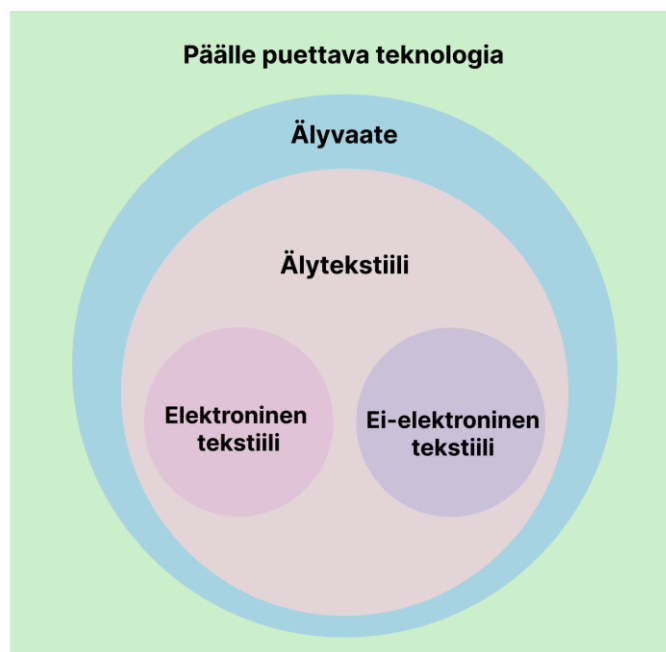 Päälle puettava teknologia
Älyvaate
Älytekstiili
Elektroninen
tekstiili
Ei-elektroninen
tekstiili